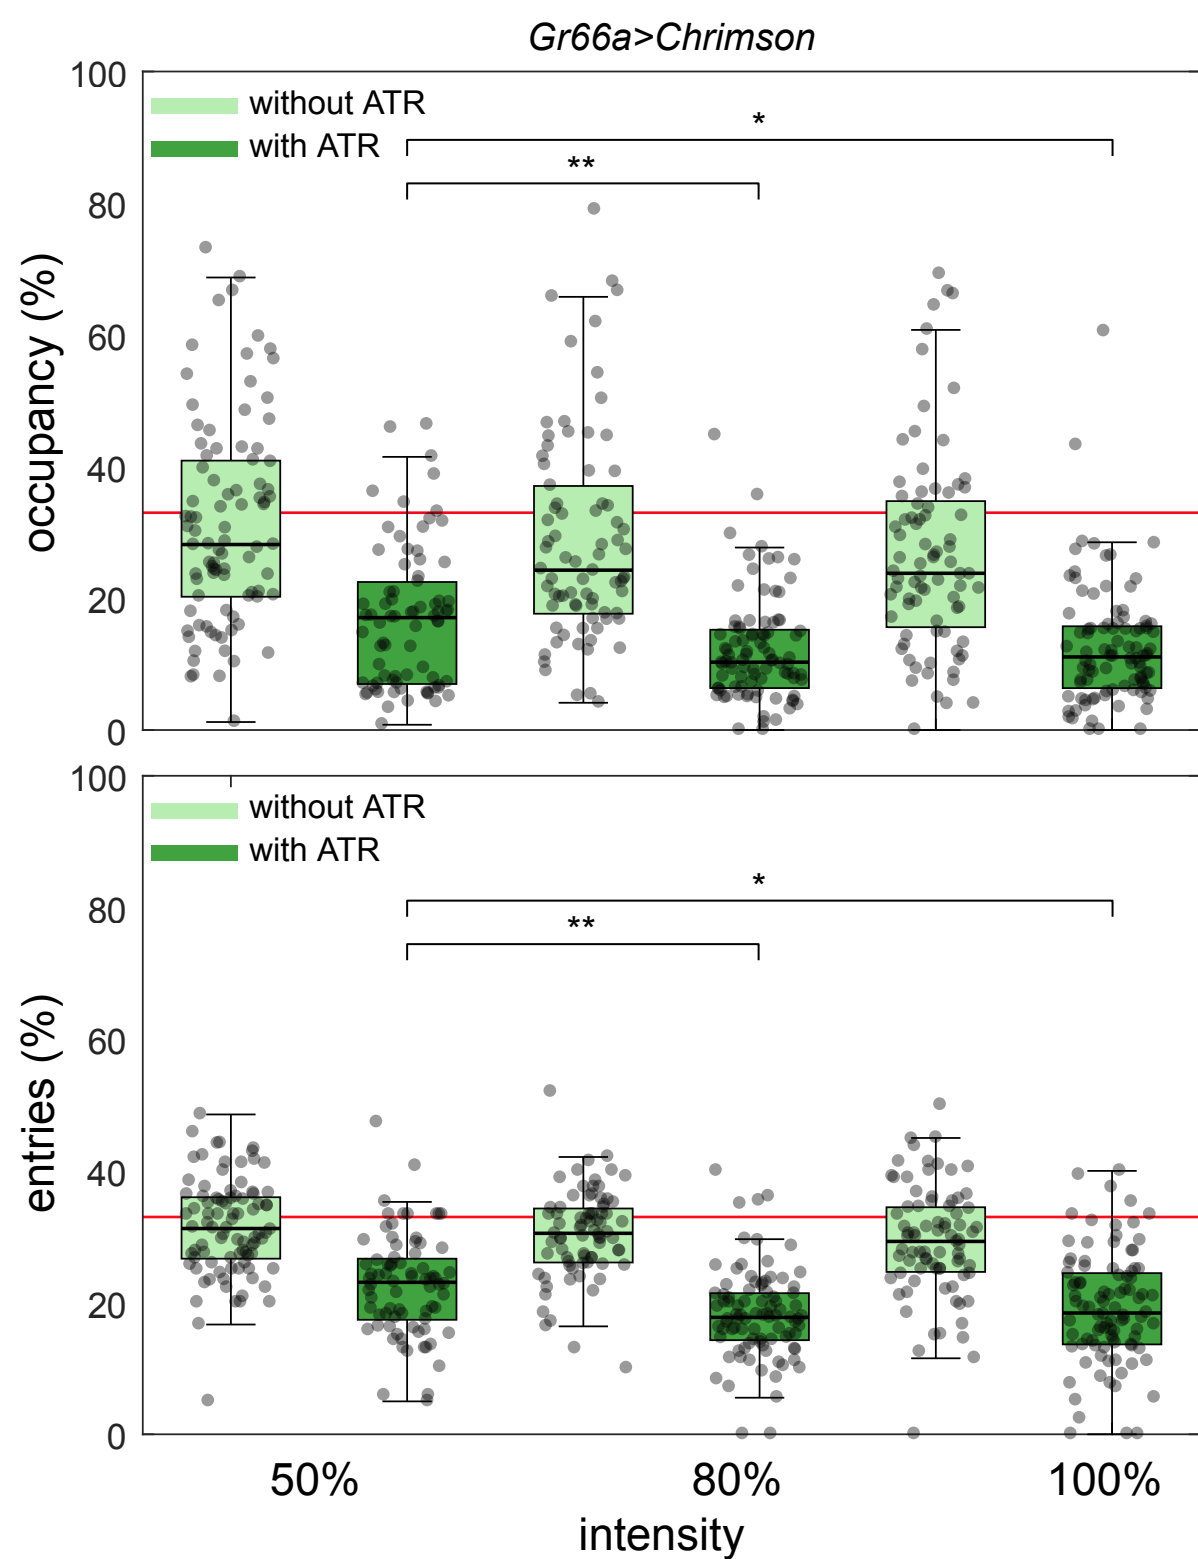 Gr66a>Chrimson
100
80
60
40
20
0
occupancy (%)
without ATR
with ATR
*
**
100
80
60
40
20
0
entries (%)
without ATR
with ATR
*
**
50%
80%
100%
intensity